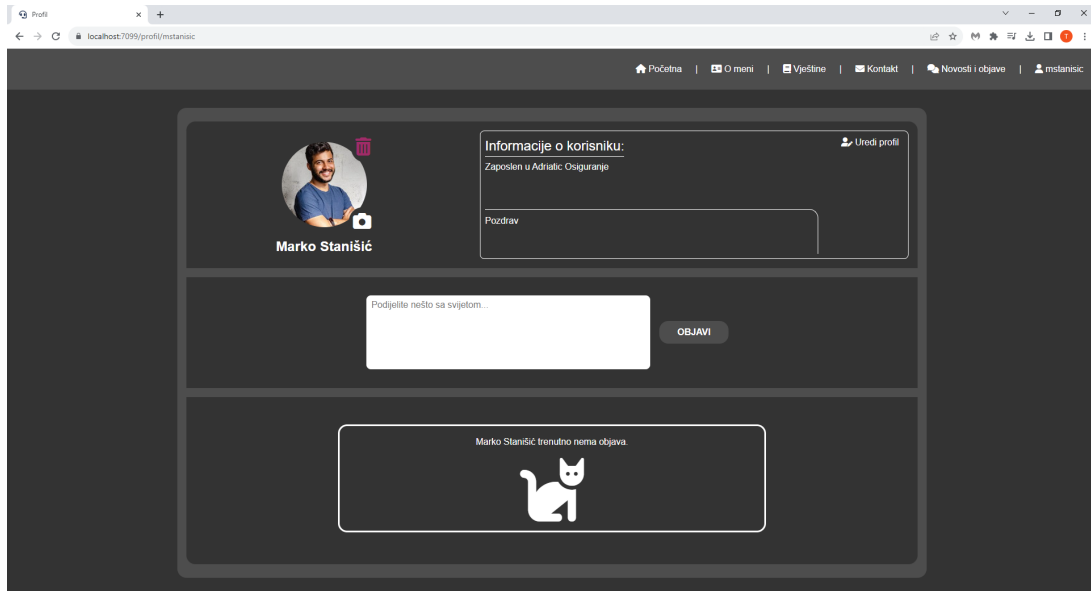 Profil
localhost:7099/profil/mstanisic
T
Početna | O meni | Vještine | Kontakt | Novosti i objave | mstanisic
Informacije o korisniku:
Uredi profil
Zaposlen u Adriatic Osiguranje
Pozdrav
Marko Stanišić
Podijelite nešto sa svijetom...
OBJAVI
Marko Stanišić trenutno nema objava.